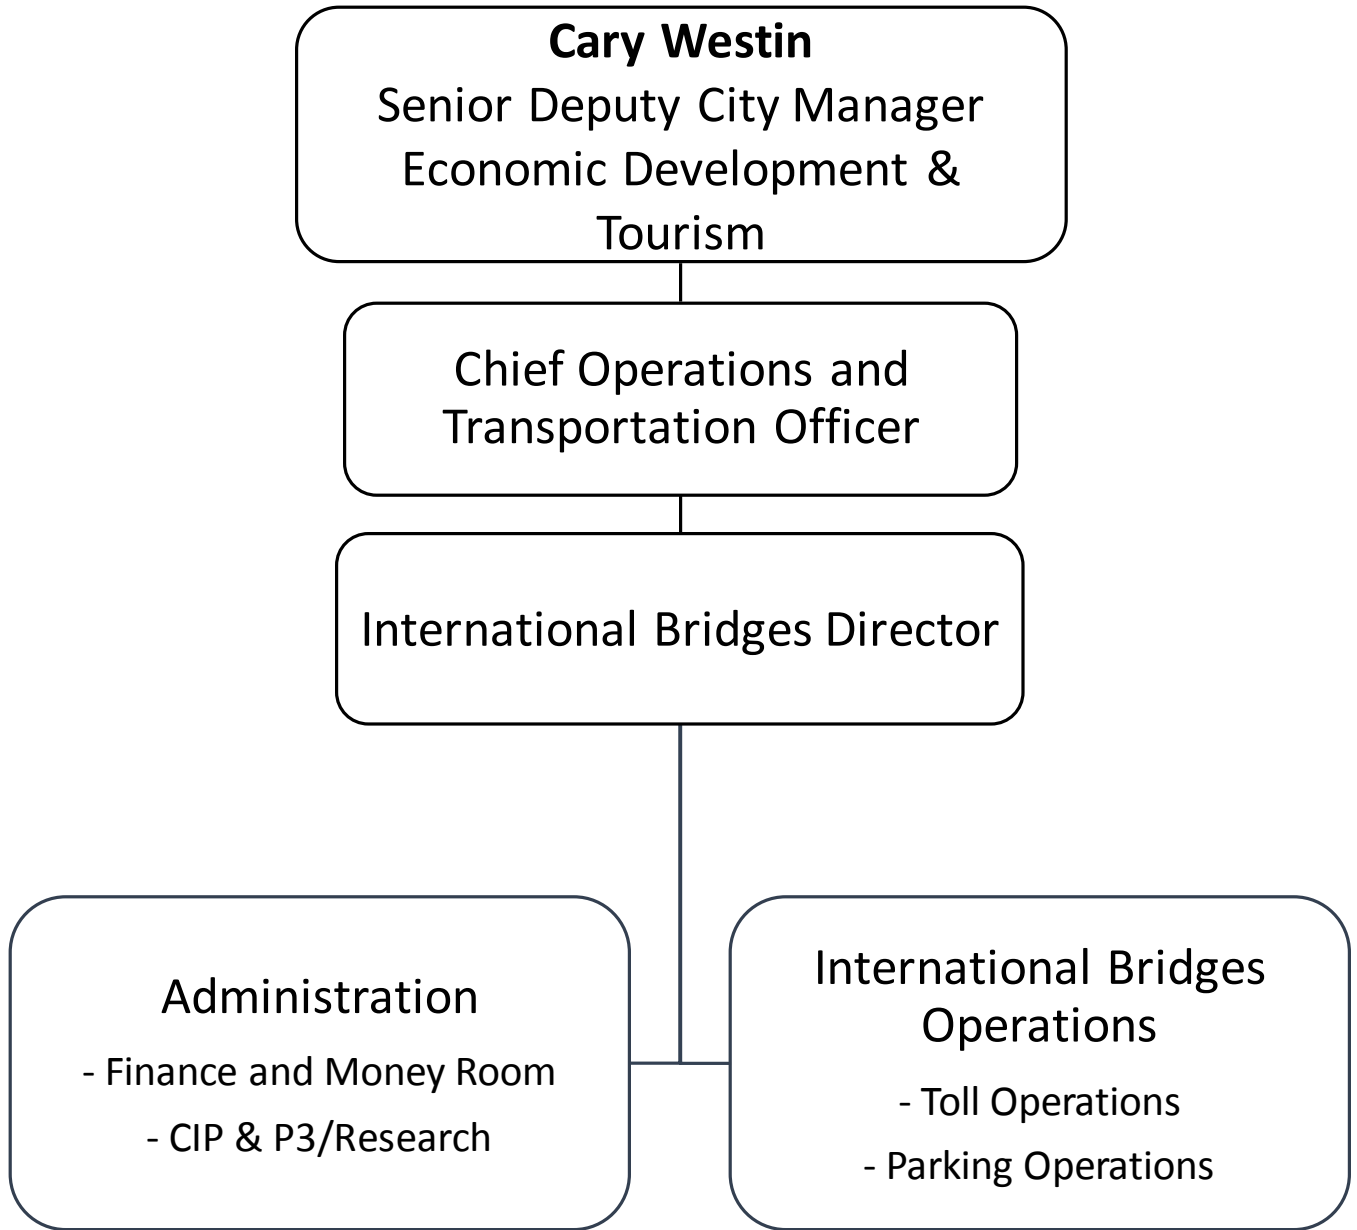 Cary Westin
Senior Deputy City Manager
Economic Development &
Tourism
Chief Operations and
Transportation Officer
International Bridges Director
Administration
- Finance and Money Room
- CIP & P3/Research
International Bridges
Operations
- Toll Operations
- Parking Operations